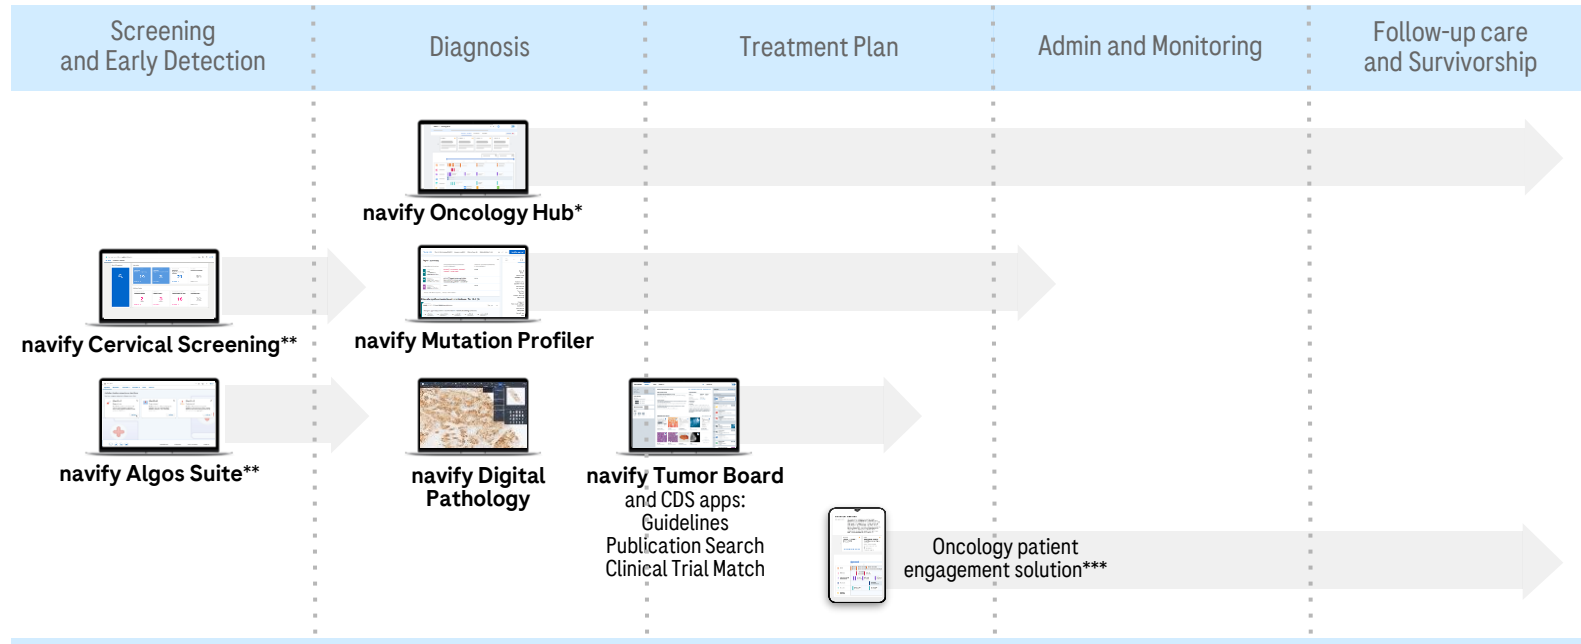 Screening
and Early Detection
Diagnosis
Treatment Plan
Admin and Monitoring
Follow-up care
and Survivorship
navify Oncology Hub*
navify Cervical Screening**
navify Mutation Profiler
navify Algos Suite**
navify Digital
Pathology
navify Tumor Board
and CDS apps:
Guidelines
Publication Search
Clinical Trial Match
Oncology patient
engagement solution***